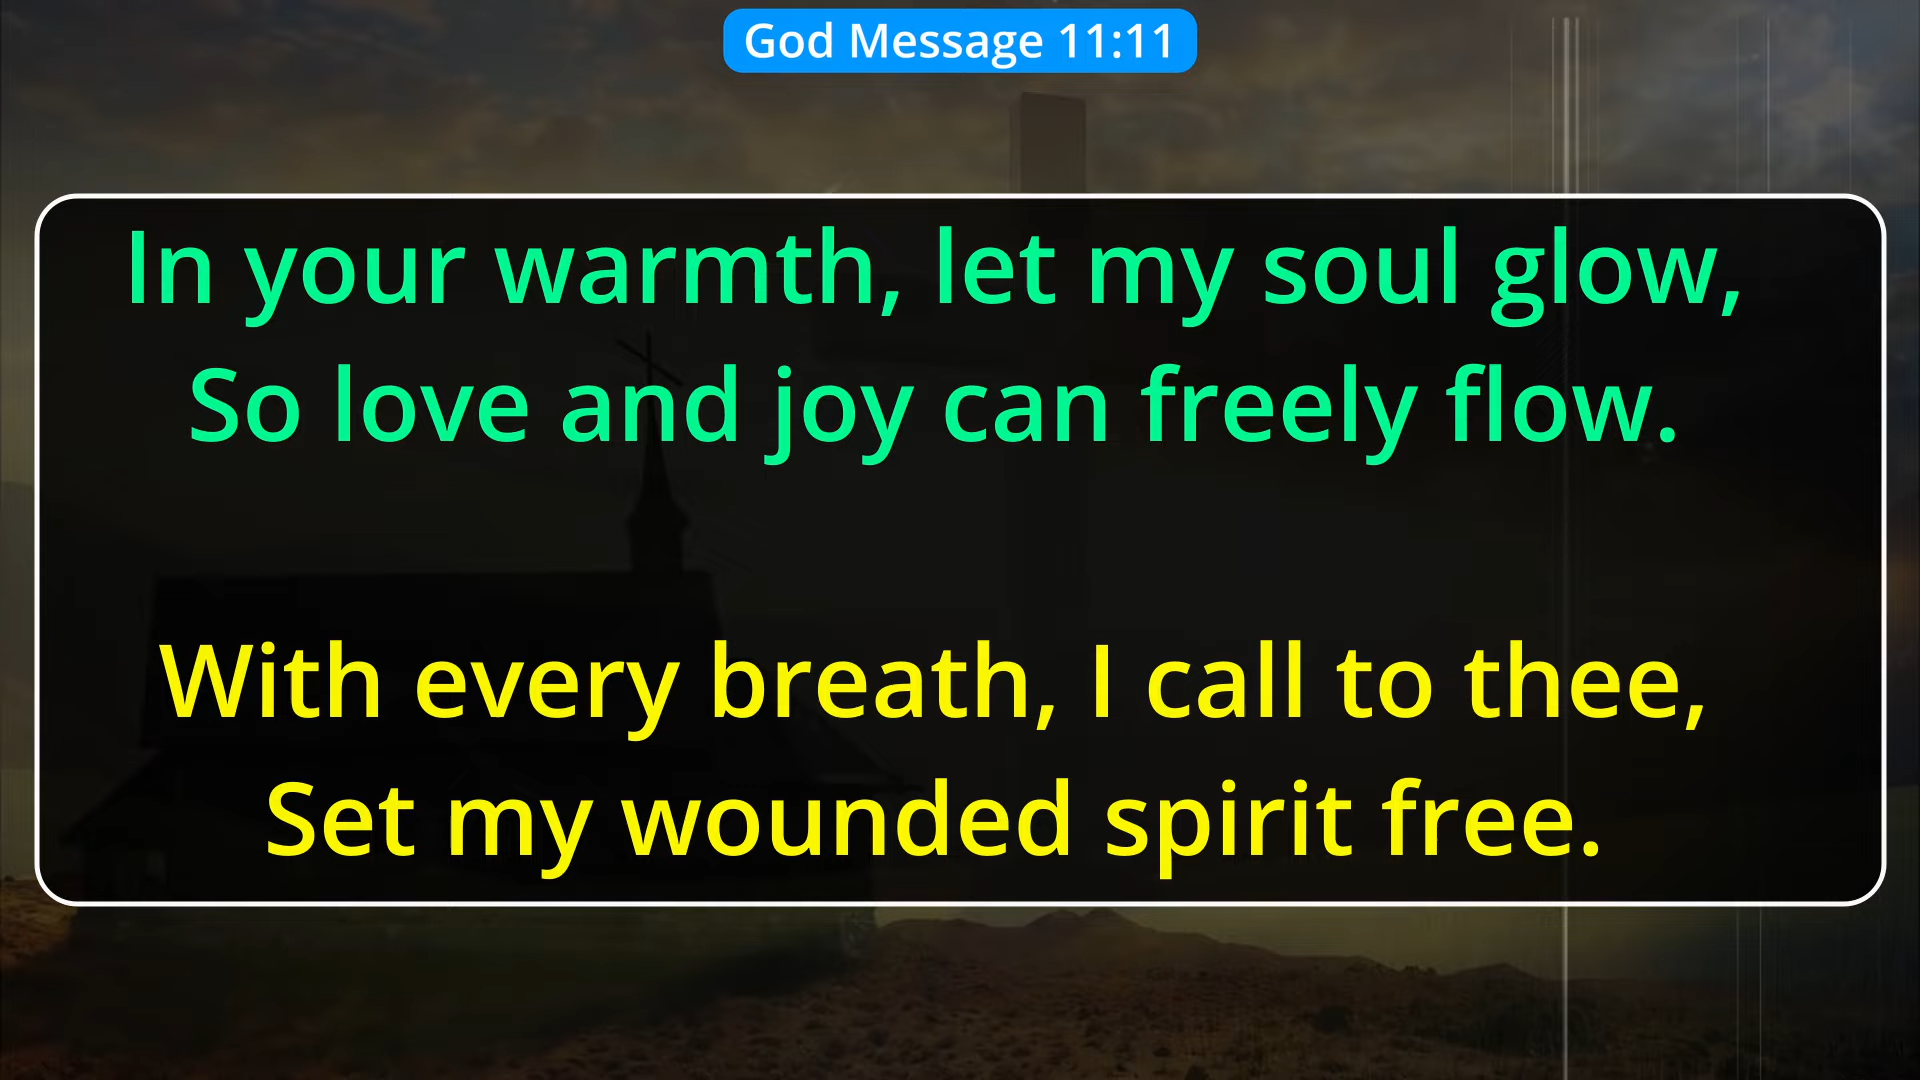 God Message 11:11
In your warmth, let my soul glow,
So love and joy can freely flow.
With every breath, I call to thee,
Set my wounded spirit free.